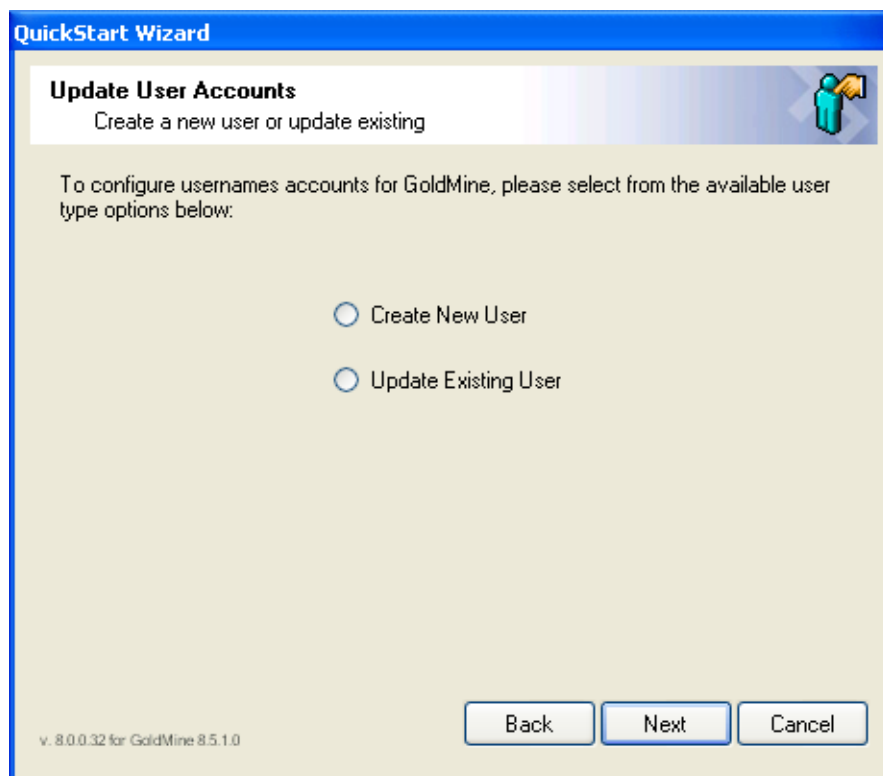 QuickStart Wizard
Update User Accounts
Create a new user or update existing
To configure usernames accounts for GoldMine, please select from the available user
type options below:
Create New User
Update Existing User
v. 8.0.0.32 for GoldMine 8.5.1.0
Back
Next
Cancel